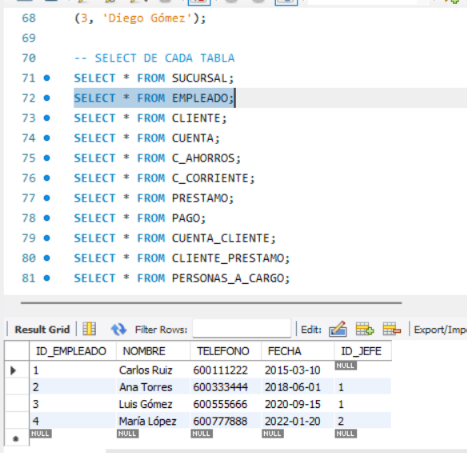 68 (3, 'Diego Gómez');
69
70 -- SELECT DE CADA TABLA
71 SELECT * FROM SUCURSAL;
72 SELECT * FROM EMPLEADO;
73 SELECT * FROM CLIENTE;
74 SELECT * FROM CUENTA;
75 SELECT * FROM C_AHORROS;
76 SELECT * FROM C_CORRIENTE;
77 SELECT * FROM PRESTAMO;
78 SELECT * FROM PAGO;
79 SELECT * FROM CUENTA_CLIENTE;
80 SELECT * FROM CLIENTE_PRESTAMO;
81 SELECT * FROM PERSONAS_A_CARGO;
Result Grid Filter Rows: Edit: Export/Imp
ID_EMPLEADO NOMBRE TELEFONO FECHA ID_JEFE
1 Carlos Ruiz 600111222 2015-03-10 NULL
2 Ana Torres 600333444 2018-06-01 1
3 Luis Gómez 600555666 2020-09-15 1
4 María López 600777888 2022-01-20 2
NULL NULL NULL NULL NULL